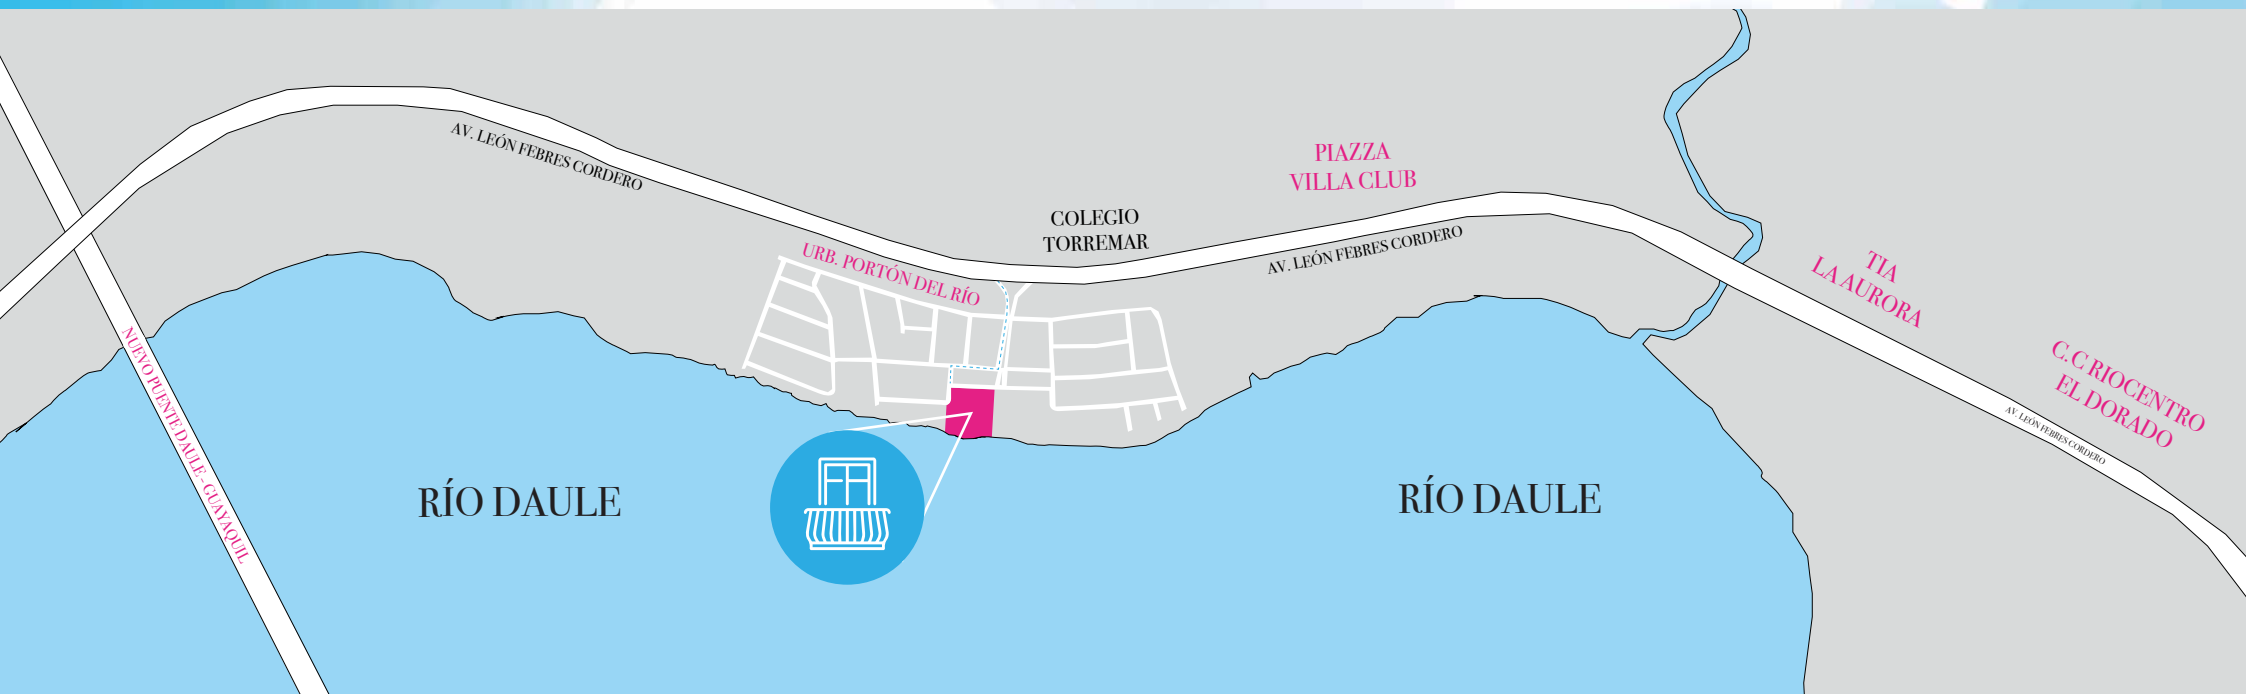 AV. LEÓN FEBRES CORDERO
PIAZZA
VILLA CLUB
COLEGIO
TORREMAR
URB. PORTÓN DEL RÍO
AV. LEÓN FEBRES CORDERO
TIA
LA AURORA
C.C RIOCENTRO
EL DORADO
AV. LEÓN FEBRES CORDERO
NUEVO PUENTE DAULE - GUAYAQUIL
RÍO DAULE
RÍO DAULE